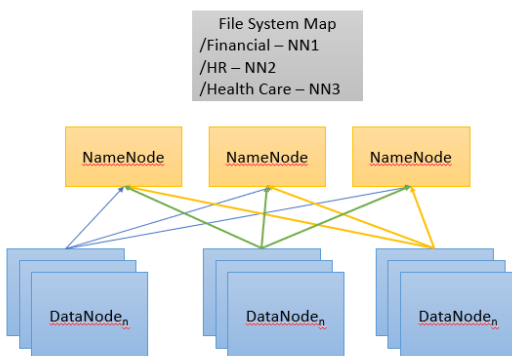 File System Map
/Financial – NN1
/HR – NN2
/Health Care – NN3
NameNode NameNode NameNode
DataNodeₙ DataNodeₙ DataNodeₙ